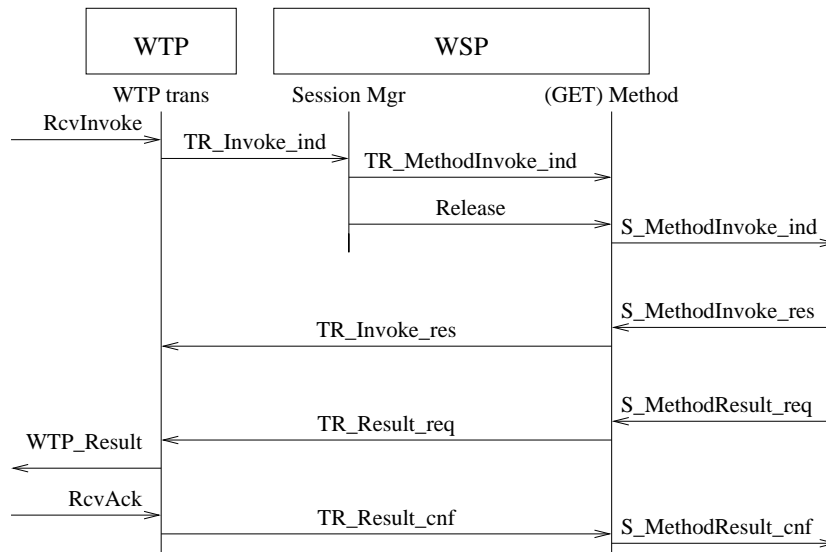 WTP
WSP
WTP trans
Session Mgr
(GET) Method
RcvInvoke
TR_Invoke_ind
TR_MethodInvoke_ind
Release
S_MethodInvoke_ind
S_MethodInvoke_res
TR_Invoke_res
S_MethodResult_req
TR_Result_req
WTP_Result
RcvAck
TR_Result_cnf
S_MethodResult_cnf